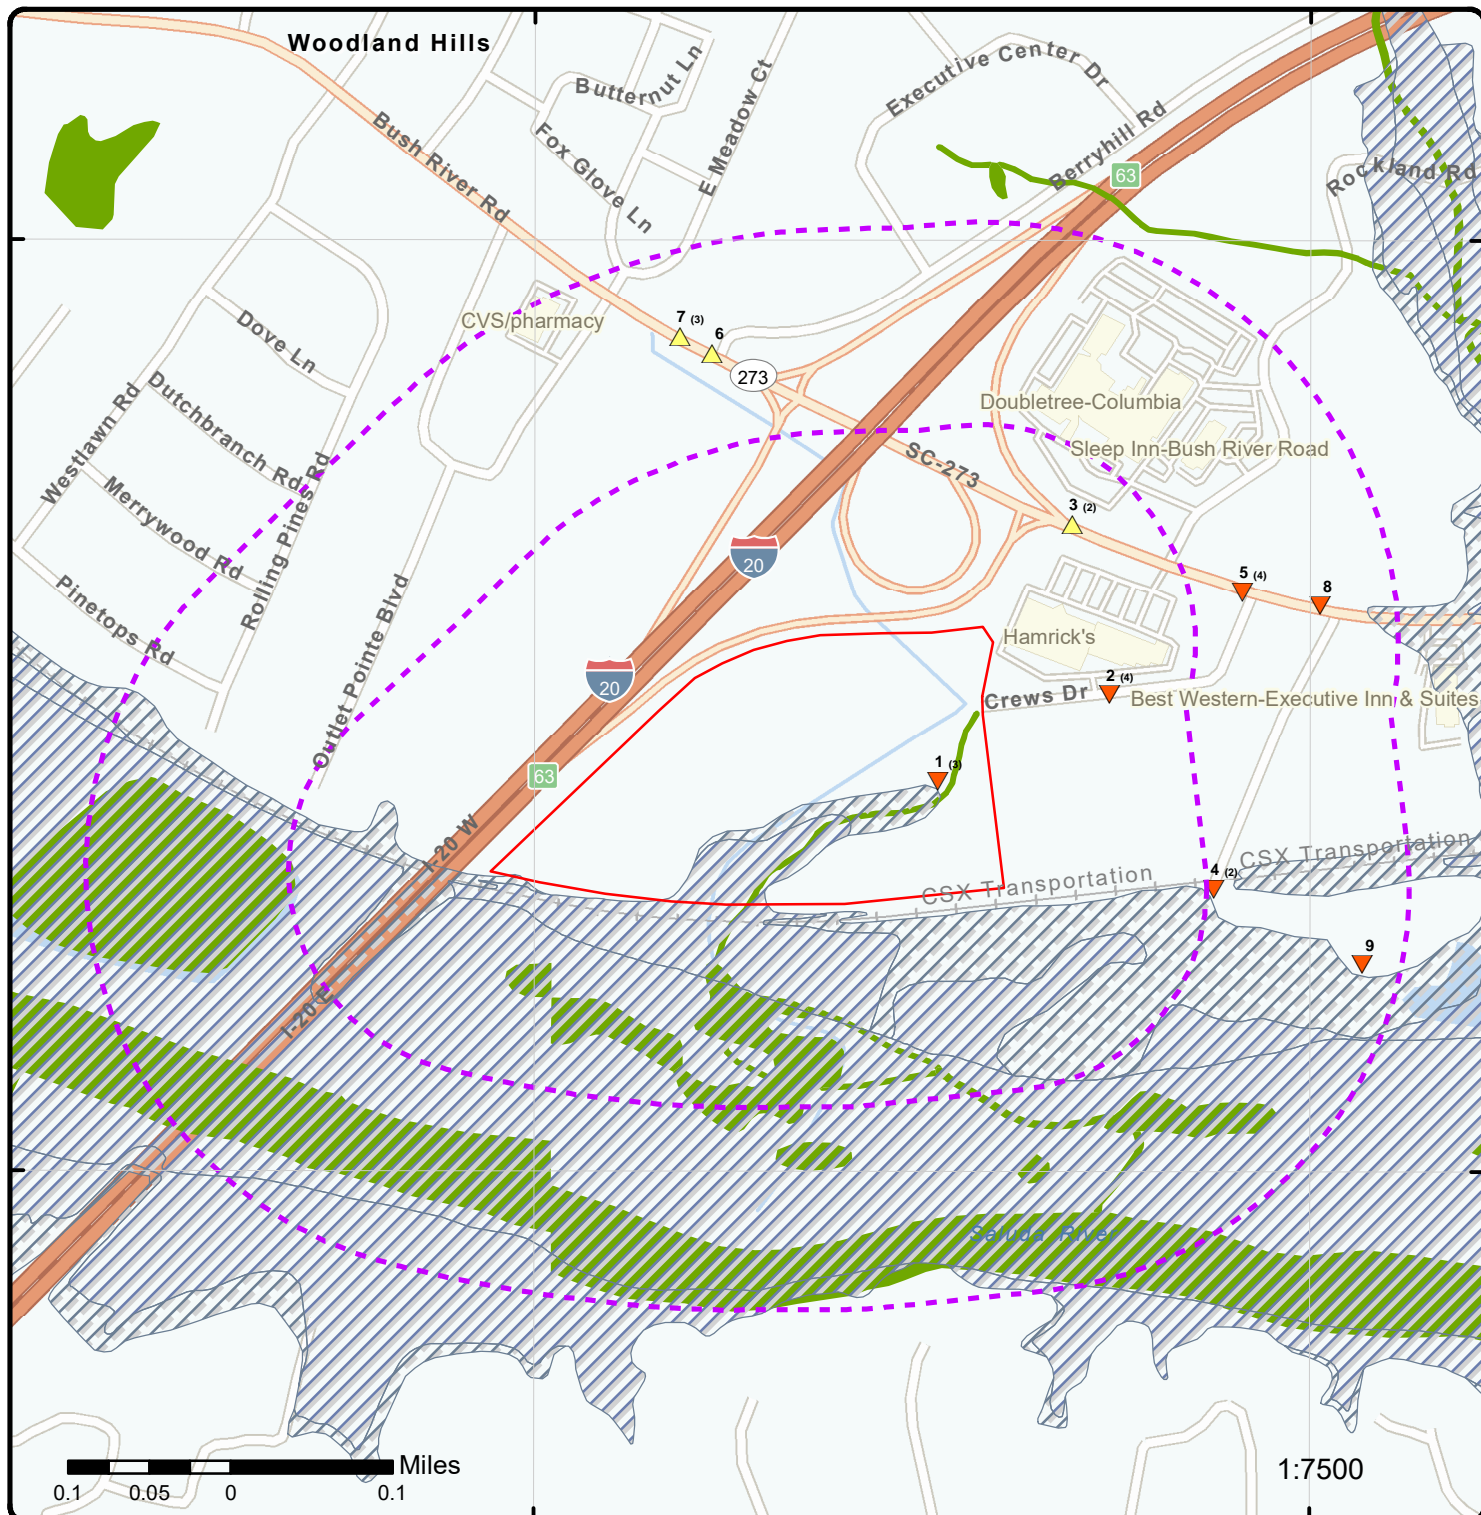 Woodland Hills
Butternut Ln
E Meadow Ct
Executive Center Dr
Bush River Rd
Fox Glove Ln
Berryhill Rd
63
Rockland Rd
CVS/pharmacy
7 (3)
6
273
Dove Ln
Dutchbranch Rd
Westlawn Rd
Merrywood Rd
Rolling Pines Rd
Pinetops Rd
Outlet Pointe Blvd
Doubletree-Columbia
Sleep Inn-Bush River Road
SC-273
3 (2)
20
5 (4)
8
Hamrick's
20
2 (4)
Crews Dr
Best Western-Executive Inn & Suites
63
1 (3)
I-20 W
CSX Transportation
CSX Transportation
4 (2)
9
I-20 E
Saluda River
Miles
0.1 0.05 0 0.1
1:7500